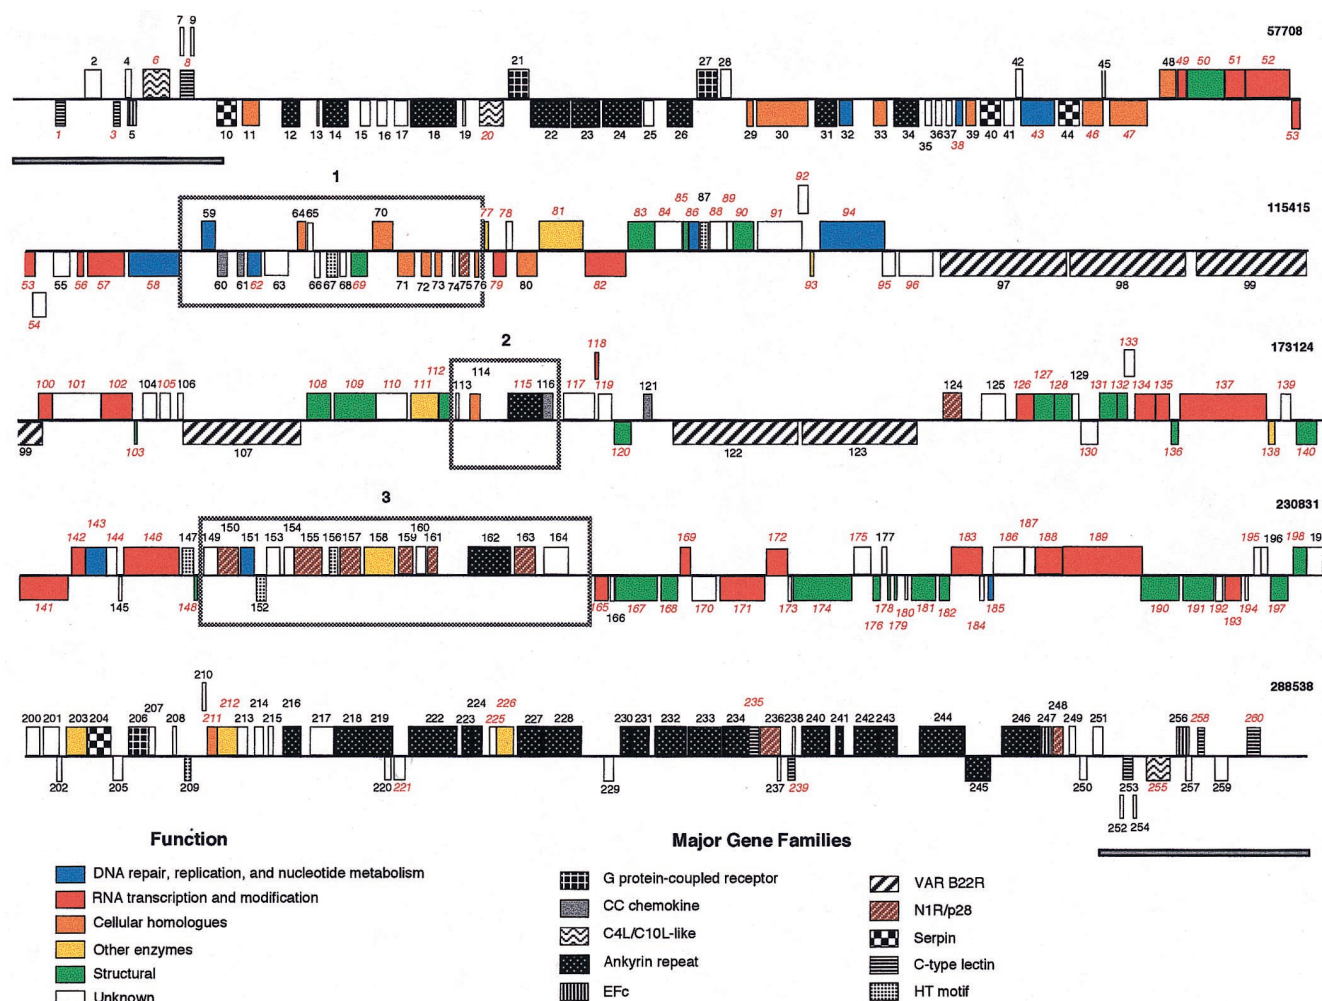 7 9
57708
2 4 6 8 21 27 28 42 45 48 49 50 51 52
1 3 5 10 11 12 13 14 15 16 17 18 19 20 22 23 24 25 26 29 30 31 32 33 34 35 36 37 38 39 40 41 43 44 46 47 53
1
115415
59 64 65 70 77 78 81 83 84 85 86 87 88 89 90 91 92 94
53 54 55 56 57 58 60 61 62 63 66 67 68 69 71 72 73 74 75 76 79 80 82 93 95 96 97 98 99
2
173124
100 101 102 104 105 106 108 109 110 111 112 113 114 115 116 117 118 119 121 124 125 126 127 128 129 131 132 133 134 135 137 139
99 103 107 120 122 123 130 136 138 140
3
230831
142 143 144 146 147 149 150 151 153 154 155 156 157 158 159 160 161 162 163 164 169 172 175 177 183 186 187 188 189 195 196 198 19
141 145 148 152 165 166 167 168 170 171 173 174 176 178 179 180 181 182 184 185 190 191 192 193 194 197
288538
200 201 203 204 206 207 208 210 211 212 213 214 215 216 217 218 219 222 223 224 225 226 227 228 230 231 232 233 234 235 236 238 240 241 242 243 244 246 247 248 249 251 256 258 260
202 205 209 220 221 229 237 239 245 250 252 253 254 255 257 259
Function
DNA repair, replication, and nucleotide metabolism
RNA transcription and modification
Cellular homologues
Other enzymes
Structural
Unknown
Major Gene Families
G protein-coupled receptor
CC chemokine
C4L/C10L-like
Ankyrin repeat
EFc
VAR B22R
N1R/p28
Serpin
C-type lectin
HT motif